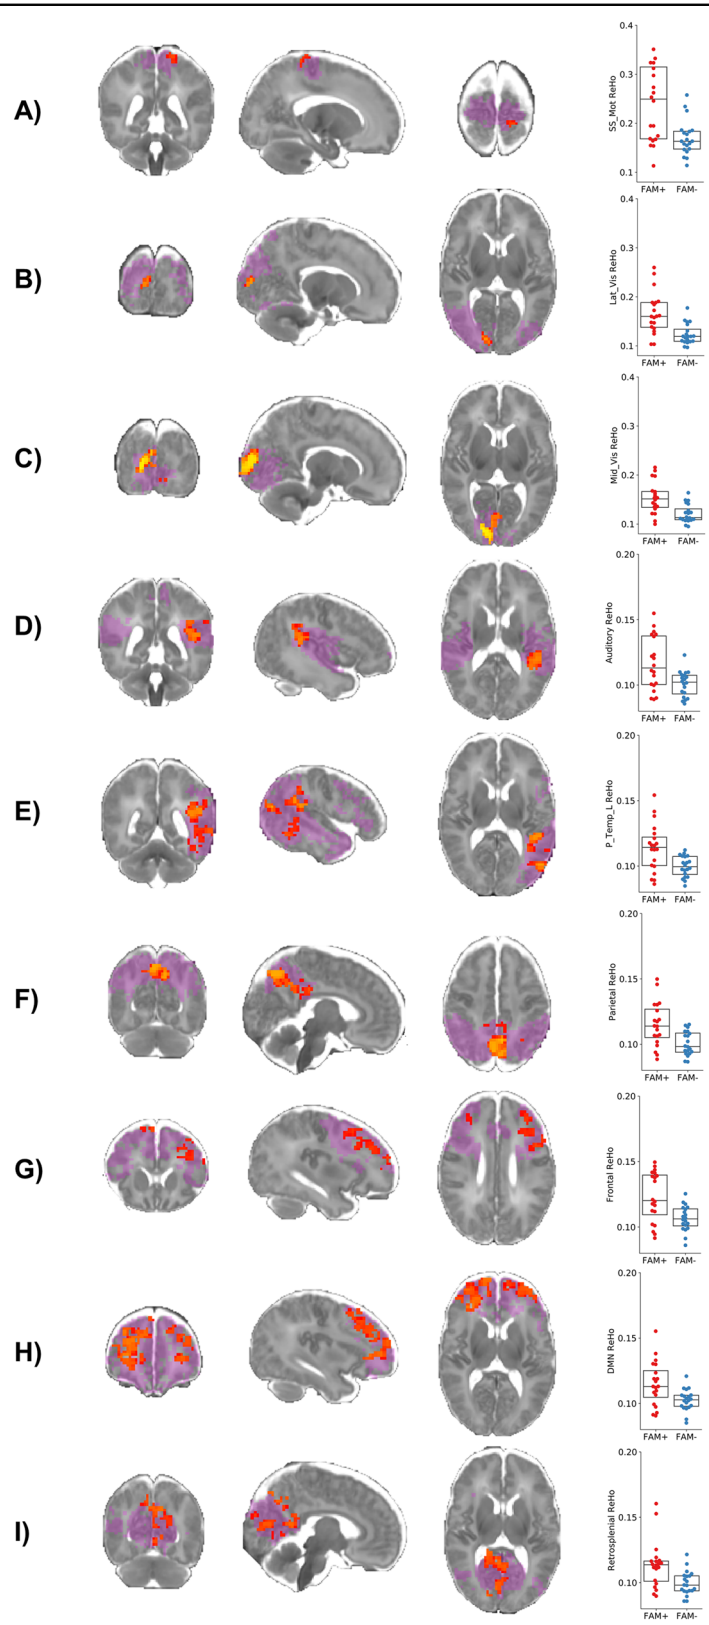 A)
0.4
0.3
0.2
0.1
SS_Mot ReHo
FAM+ FAM-
B)
0.4
0.3
0.2
0.1
Lat_Vis ReHo
FAM+ FAM-
C)
0.4
0.3
0.2
0.1
Mid_Vis ReHo
FAM+ FAM-
D)
0.20
0.15
0.10
Auditory ReHo
FAM+ FAM-
E)
0.20
0.15
0.10
P_Temp_L ReHo
FAM+ FAM-
F)
0.20
0.15
0.10
Parietal ReHo
FAM+ FAM-
G)
0.20
0.15
0.10
Frontal ReHo
FAM+ FAM-
H)
0.20
0.15
0.10
DMN ReHo
FAM+ FAM-
I)
0.20
0.15
0.10
Retrosplenial ReHo
FAM+ FAM-